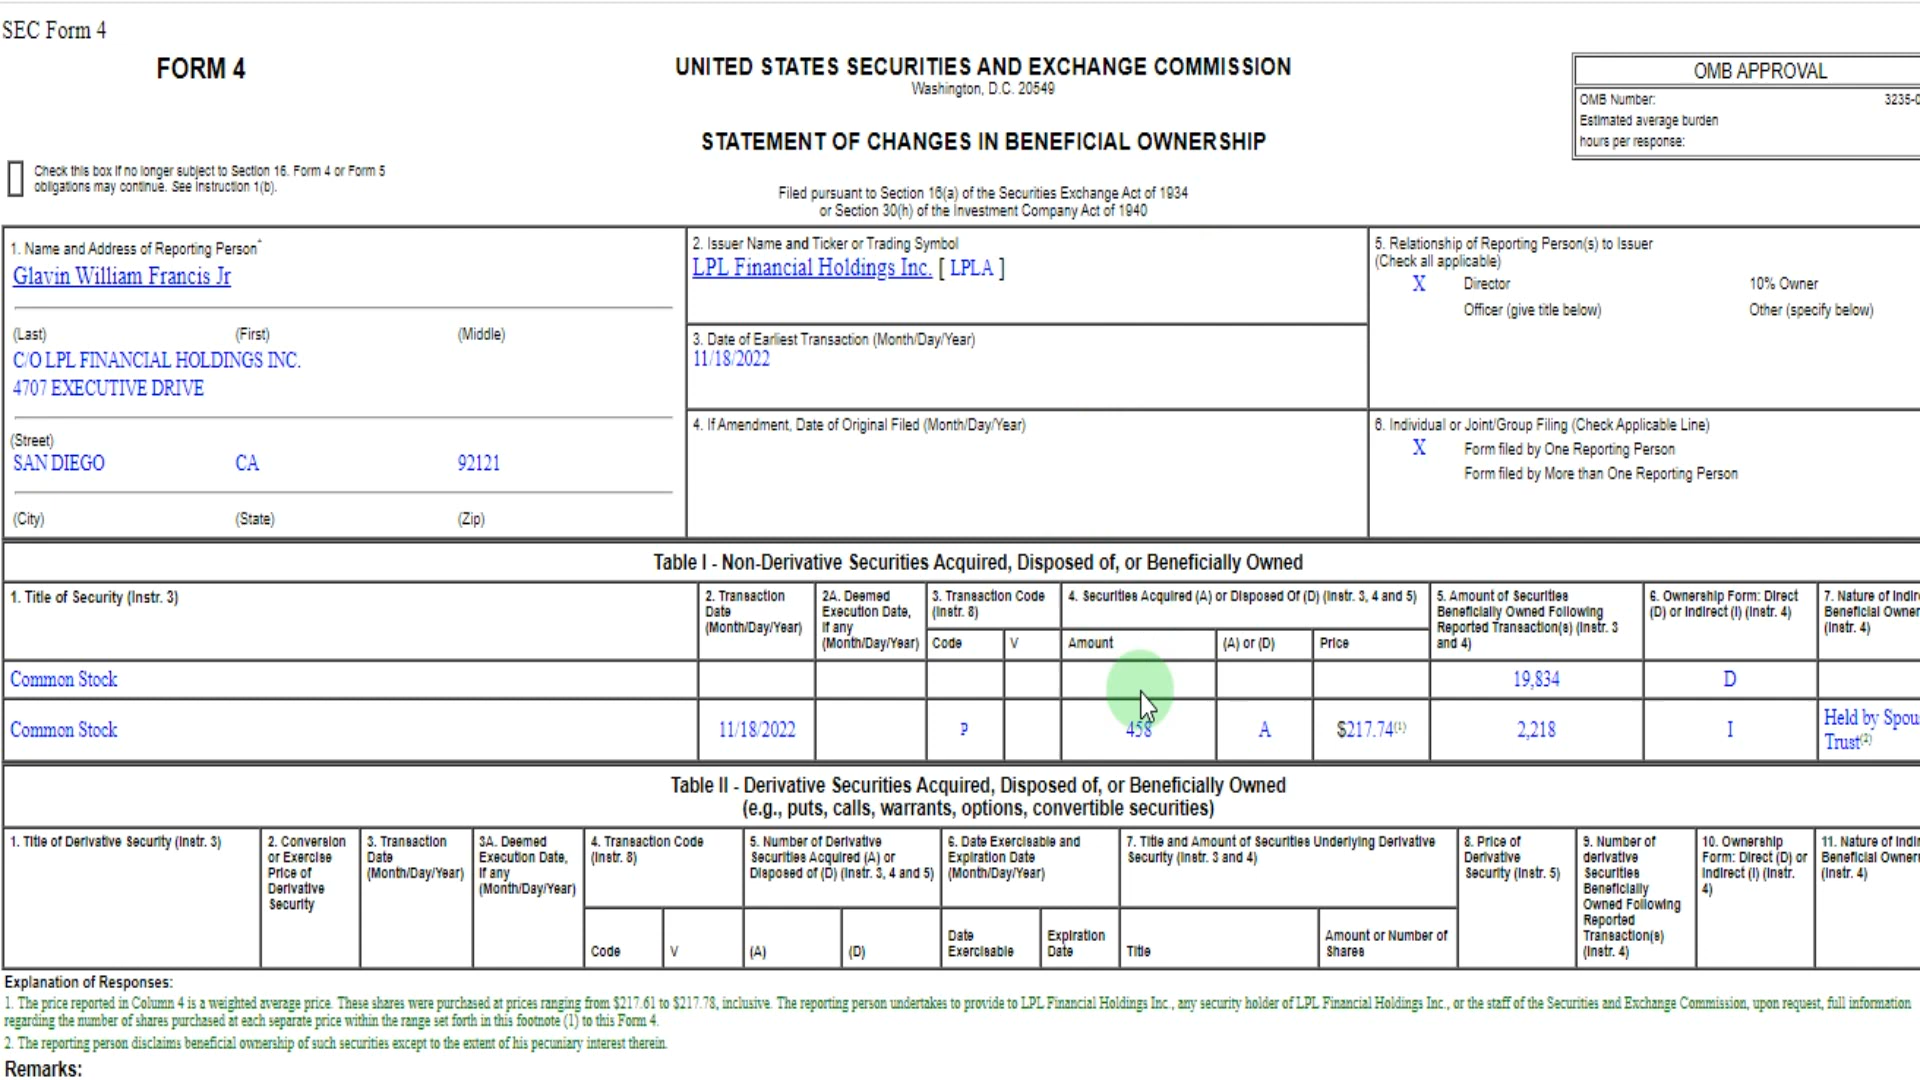 SEC Form 4
FORM 4
UNITED STATES SECURITIES AND EXCHANGE COMMISSION
Washington, D.C. 20549
STATEMENT OF CHANGES IN BENEFICIAL OWNERSHIP
Filed pursuant to Section 16(a) of the Securities Exchange Act of 1934
or Section 30(h) of the Investment Company Act of 1940
OMB APPROVAL
OMB Number: 3235-0
Estimated average burden
hours per response:
Check this box if no longer subject to Section 16. Form 4 or Form 5
obligations may continue. See Instruction 1(b).
1. Name and Address of Reporting Person*
Glavin William Francis Jr
(Last) (First) (Middle)
C/O LPL FINANCIAL HOLDINGS INC.
4707 EXECUTIVE DRIVE
(Street)
SAN DIEGO CA 92121
(City) (State) (Zip)
2. Issuer Name and Ticker or Trading Symbol
LPL Financial Holdings Inc. [ LPLA ]
3. Date of Earliest Transaction (Month/Day/Year)
11/18/2022
4. If Amendment, Date of Original Filed (Month/Day/Year)
5. Relationship of Reporting Person(s) to Issuer
(Check all applicable)
X Director 10% Owner
Officer (give title below) Other (specify below)
6. Individual or Joint/Group Filing (Check Applicable Line)
X Form filed by One Reporting Person
Form filed by More than One Reporting Person
Table I - Non-Derivative Securities Acquired, Disposed of, or Beneficially Owned
1. Title of Security (Instr. 3)
2. Transaction
Date
(Month/Day/Year)
2A. Deemed
Execution Date,
if any
(Month/Day/Year)
3. Transaction Code
(Instr. 8)
4. Securities Acquired (A) or Disposed Of (D) (Instr. 3, 4 and 5)
5. Amount of Securities
Beneficially Owned Following
Reported Transaction(s) (Instr. 3
and 4)
6. Ownership Form: Direct
(D) or Indirect (I) (Instr. 4)
7. Nature of Indire
Beneficial Owner
(Instr. 4)
Code V Amount (A) or (D) Price
Common Stock 19,834 D
Common Stock 11/18/2022 P 458 A $217.74(1) 2,218 I
Held by Spou
Trust(2)
Table II - Derivative Securities Acquired, Disposed of, or Beneficially Owned
(e.g., puts, calls, warrants, options, convertible securities)
1. Title of Derivative Security (Instr. 3)
2. Conversion
or Exercise
Price of
Derivative
Security
3. Transaction
Date
(Month/Day/Year)
3A. Deemed
Execution Date,
if any
(Month/Day/Year)
4. Transaction Code
(Instr. 8)
5. Number of Derivative
Securities Acquired (A) or
Disposed of (D) (Instr. 3, 4 and 5)
6. Date Exercisable and
Expiration Date
(Month/Day/Year)
7. Title and Amount of Securities Underlying Derivative
Security (Instr. 3 and 4)
8. Price of
Derivative
Security (Instr. 5)
9. Number of
derivative
Securities
Beneficially
Owned Following
Reported
Transaction(s)
(Instr. 4)
10. Ownership
Form: Direct (D) or
Indirect (I) (Instr.
4)
11. Nature of Indir
Beneficial Owner
(Instr. 4)
Code V (A) (D)
Date
Exercisable
Expiration
Date
Title
Amount or Number of
Shares
Explanation of Responses:
1. The price reported in Column 4 is a weighted average price. These shares were purchased at prices ranging from $217.61 to $217.78, inclusive. The reporting person undertakes to provide to LPL Financial Holdings Inc., any security holder of LPL Financial Holdings Inc., or the staff of the Securities and Exchange Commission, upon request, full information
regarding the number of shares purchased at each separate price within the range set forth in this footnote (1) to this Form 4.
2. The reporting person disclaims beneficial ownership of such securities except to the extent of his pecuniary interest therein.
Remarks: